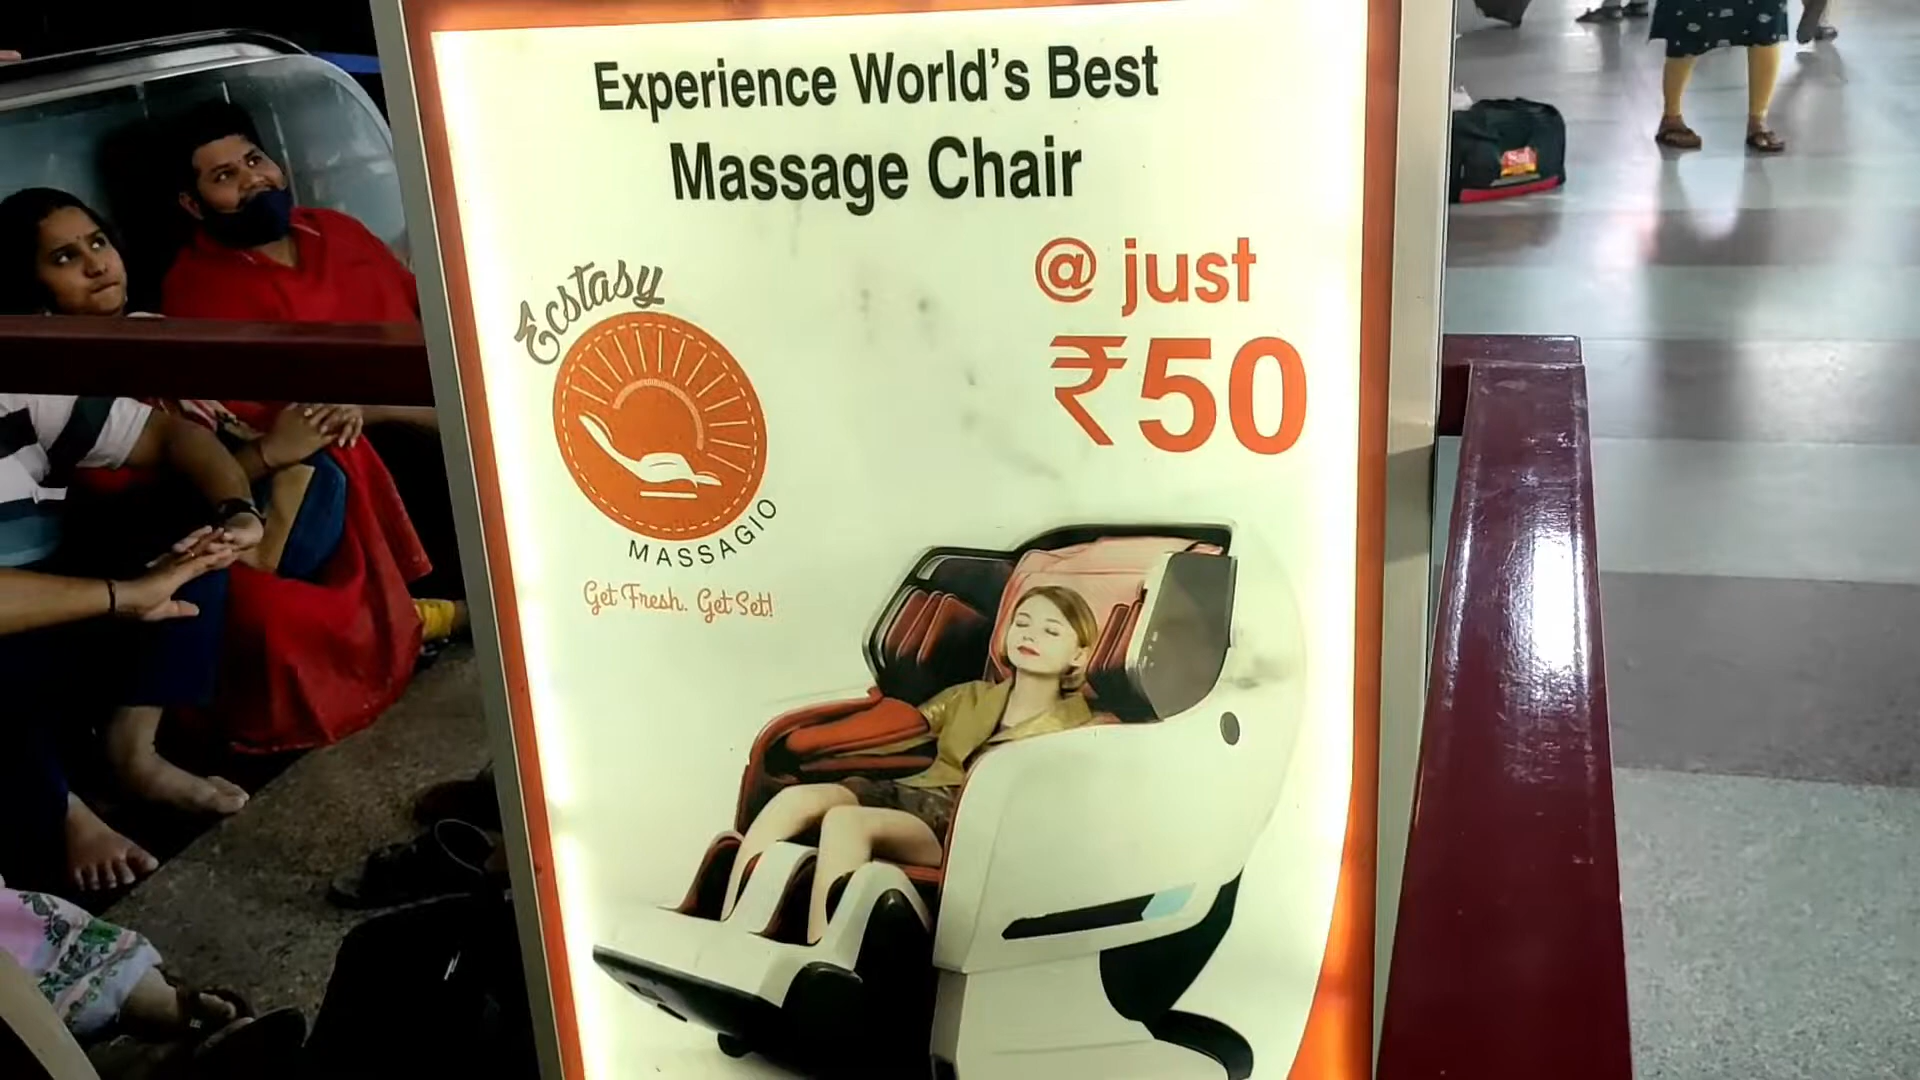 Experience World's Best
Massage Chair
@ just
₹50
Ecstasy
MASSAGIO
Get Fresh. Get Set!